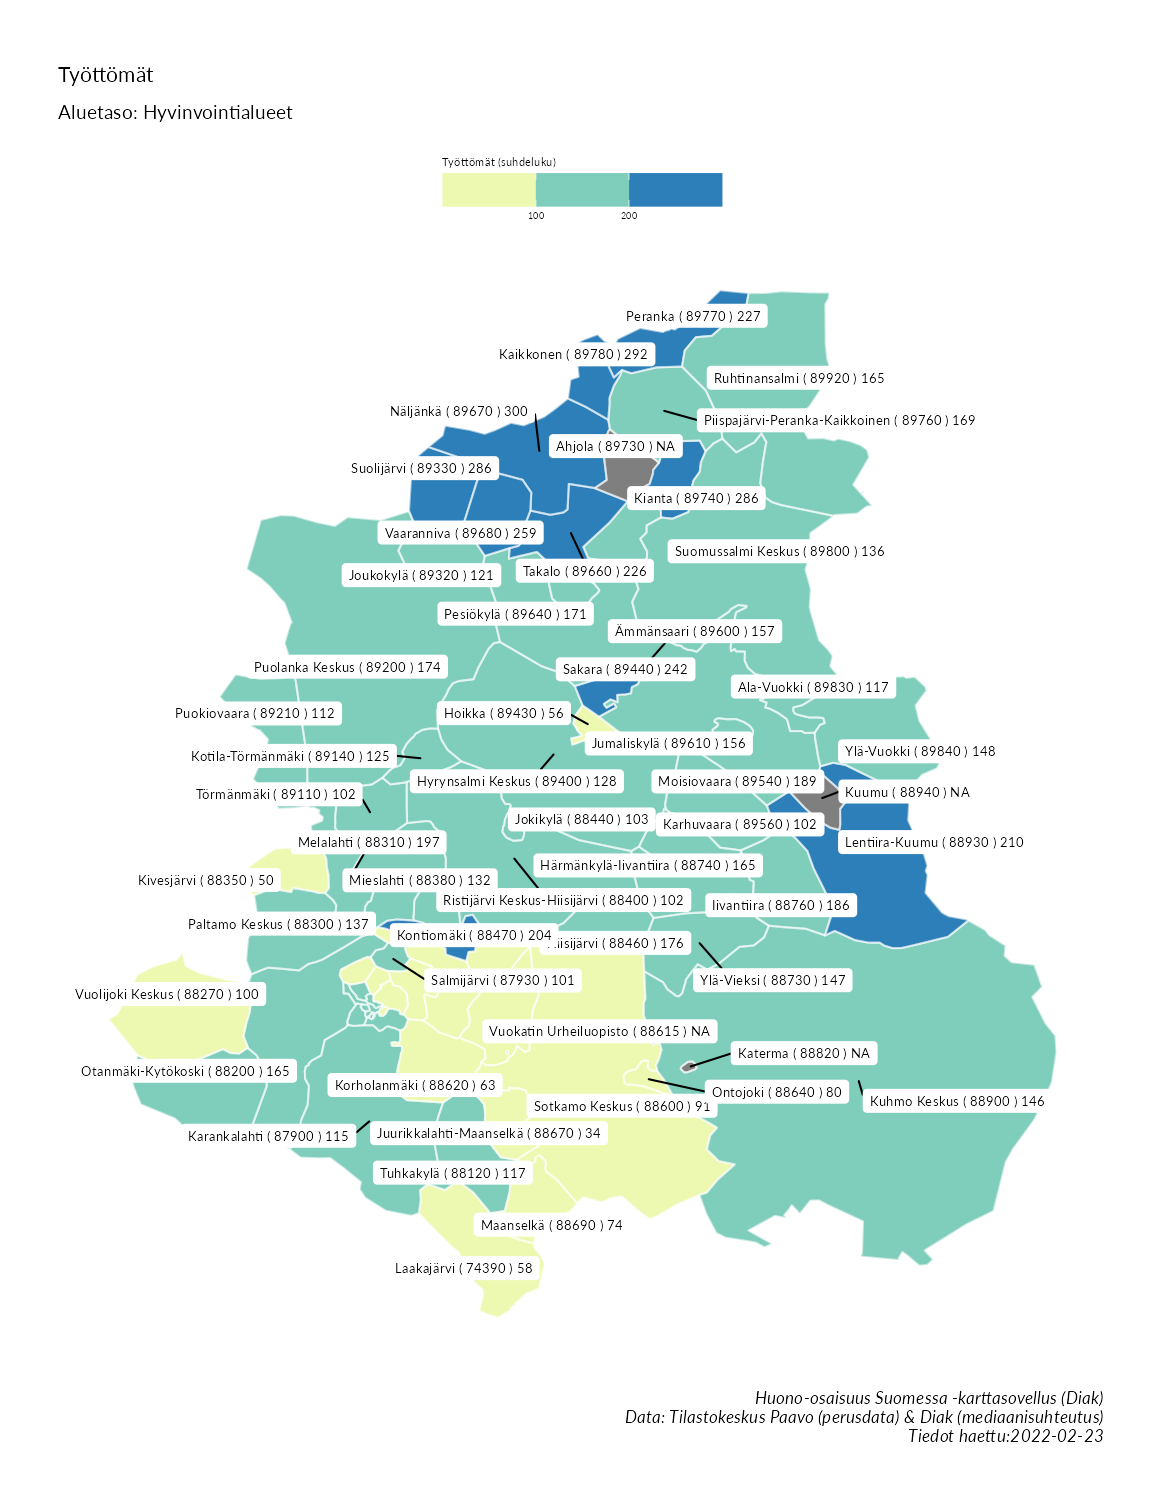 Työttömät
Aluetaso: Hyvinvointialueet
Työttömät (suhdeluku)
100 200
Peranka ( 89770 ) 227
Kaikkonen ( 89780 ) 292
Ruhtinansalmi ( 89920 ) 165
Näljänkä ( 89670 ) 300
Piispajärvi-Peranka-Kaikkoinen ( 89760 ) 169
Ahjola ( 89730 ) NA
Suolijärvi ( 89330 ) 286
Kianta ( 89740 ) 286
Vaaranniva ( 89680 ) 259
Suomussalmi Keskus ( 89800 ) 136
Joukokylä ( 89320 ) 121
Takalo ( 89660 ) 226
Pesiökylä ( 89640 ) 171
Ämmänsaari ( 89600 ) 157
Puolanka Keskus ( 89200 ) 174
Sakara ( 89440 ) 242
Ala-Vuokki ( 89830 ) 117
Puokiovaara ( 89210 ) 112
Hoikka ( 89430 ) 56
Jumaliskylä ( 89610 ) 156
Ylä-Vuokki ( 89840 ) 148
Kotila-Törmänmäki ( 89140 ) 125
Hyrynsalmi Keskus ( 89400 ) 128
Moisiovaara ( 89540 ) 189
Kuumu ( 88940 ) NA
Törmänmäki ( 89110 ) 102
Jokikylä ( 88440 ) 103
Karhuvaara ( 89560 ) 102
Melalahti ( 88310 ) 197
Lentiira-Kuumu ( 88930 ) 210
Härmänkylä-Iivantiira ( 88740 ) 165
Kivesjärvi ( 88350 ) 50
Mieslahti ( 88380 ) 132
Ristijärvi Keskus-Hiisijärvi ( 88400 ) 102
Iivantiira ( 88760 ) 186
Paltamo Keskus ( 88300 ) 137
Kontiomäki ( 88470 ) 204
Hiisijärvi ( 88460 ) 176
Salmijärvi ( 87930 ) 101
Ylä-Vieksi ( 88730 ) 147
Vuolijoki Keskus ( 88270 ) 100
Vuokatin Urheiluopisto ( 88615 ) NA
Katerma ( 88820 ) NA
Otanmäki-Kytökoski ( 88200 ) 165
Korholanmäki ( 88620 ) 63
Ontojoki ( 88640 ) 80
Kuhmo Keskus ( 88900 ) 146
Sotkamo Keskus ( 88600 ) 91
Karankalahti ( 87900 ) 115
Juurikkalahti-Maanselkä ( 88670 ) 34
Tuhkakylä ( 88120 ) 117
Maanselkä ( 88690 ) 74
Laakajärvi ( 74390 ) 58
Huono-osaisuus Suomessa -karttasovellus (Diak)
Data: Tilastokeskus Paavo (perusdata) & Diak (mediaanisuhteutus)
Tiedot haettu:2022-02-23